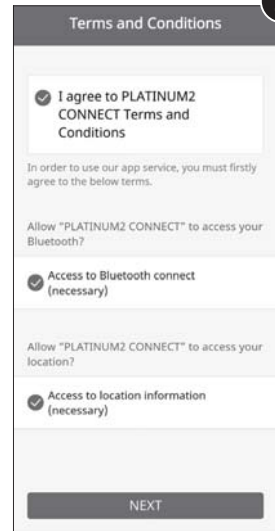 Terms and Conditions
I agree to PLATINUM2
CONNECT Terms and
Conditions
In order to use our app service, you must firstly
agree to the below terms.
Allow "PLATINUM2 CONNECT" to access your
Bluetooth?
Access to Bluetooth connect
(necessary)
Allow "PLATINUM2 CONNECT" to access your
location?
Access to location information
(necessary)
NEXT